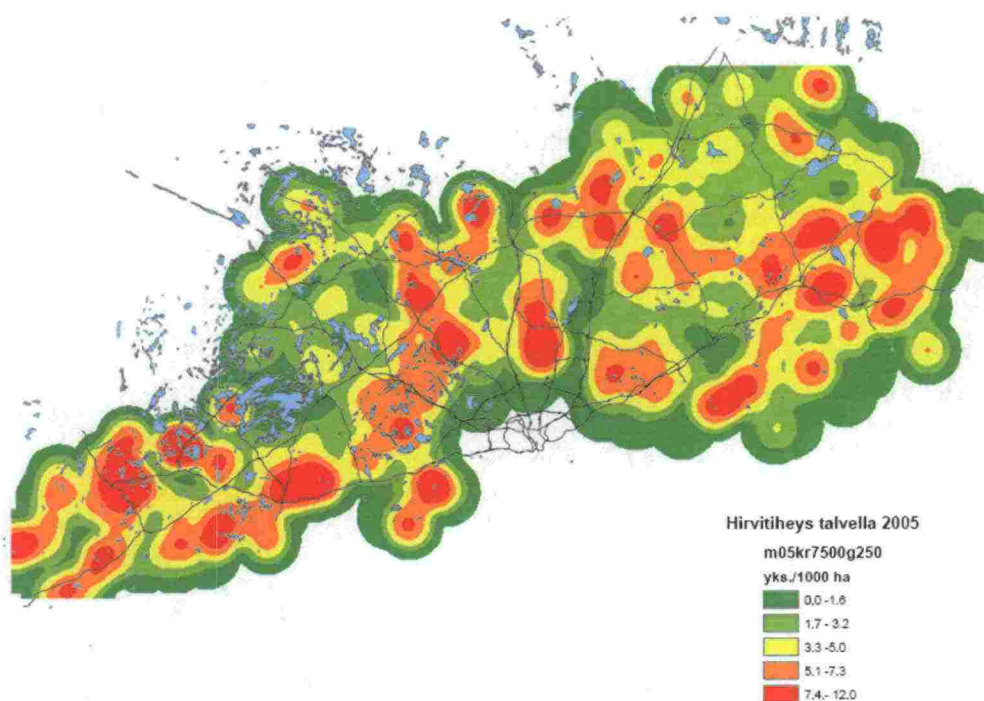 Hirvitiheys talvella 2005
m05kr7500g250
yks./1000 ha
0,0 -1.6
1.7 - 3.2
3.3 -5.0
5.1 -7.3
7.4.- 12.0